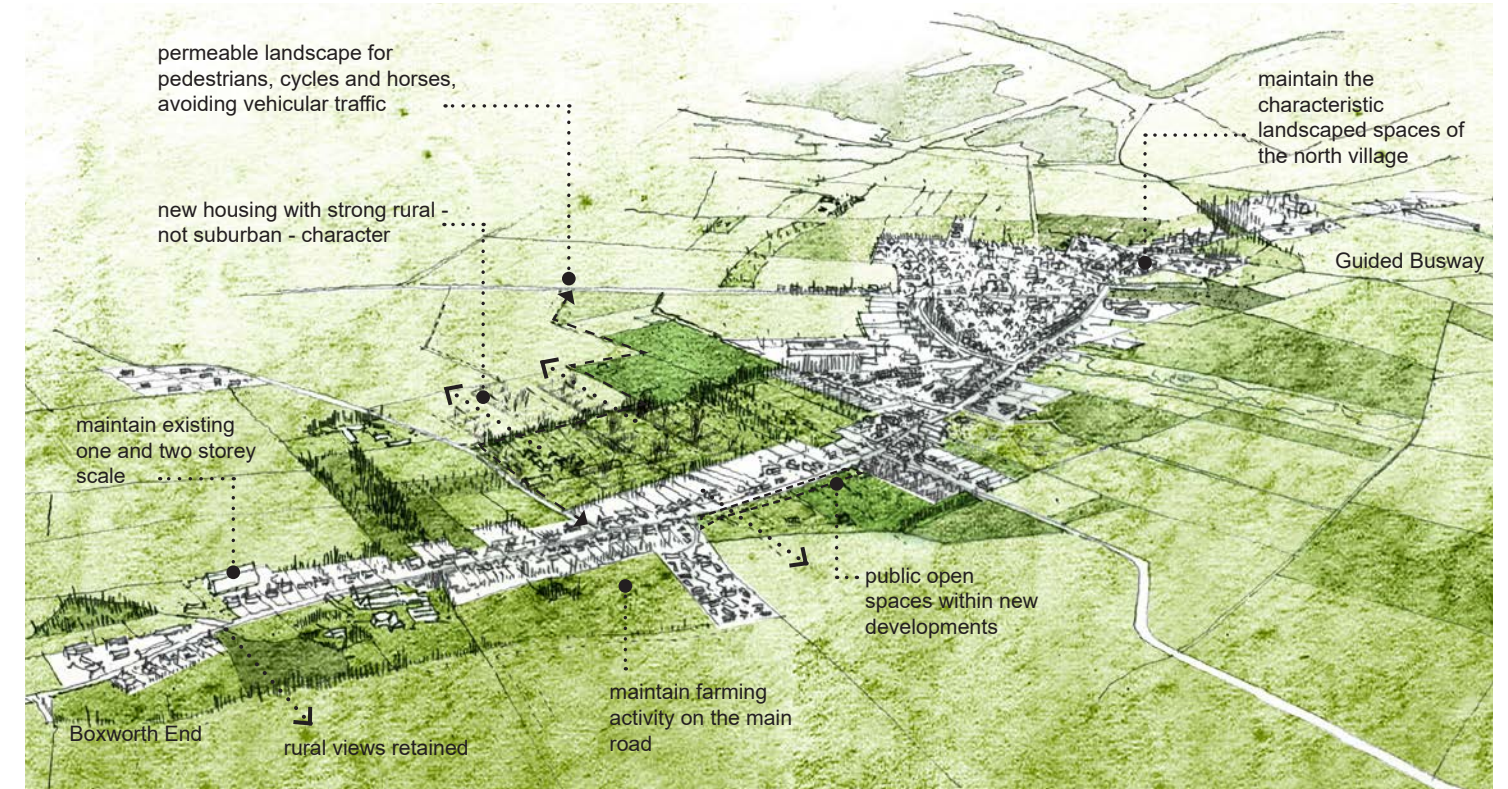 permeable landscape for
pedestrians, cycles and horses,
avoiding vehicular traffic
maintain the
characteristic
landscaped spaces of
the north village
new housing with strong rural -
not suburban - character
Guided Busway
maintain existing
one and two storey
scale
public open
spaces within new
developments
maintain farming
activity on the main
road
Boxworth End
rural views retained